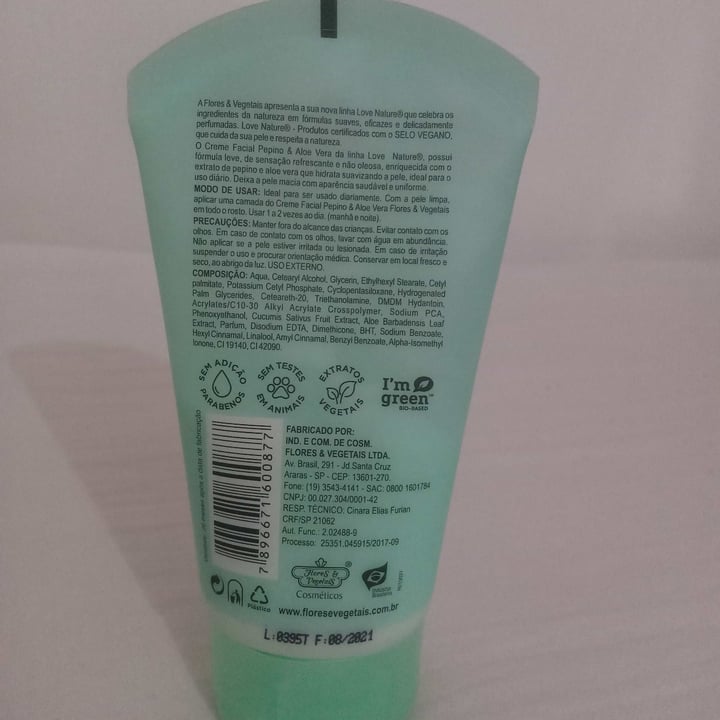 A Flores & Vegetais apresenta a sua nova linha Love Nature® que celebra os
ingredientes da natureza em fórmulas suaves, eficazes e delicadamente
perfumadas. Love Nature® - Produtos certificados com o SELO VEGANO,
que cuida da sua pele e respeita a natureza.
O Creme Facial Pepino & Aloe Vera da linha Love Nature®, possui
fórmula leve, de sensação refrescante e não oleosa, enriquecida com o
extrato de pepino e aloe vera que hidrata suavizando a pele, ideal para o
uso diário. Deixa a pele macia com aparência saudável e uniforme.
MODO DE USAR: Ideal para ser usado diariamente. Com a pele limpa,
aplicar uma camada do Creme Facial Pepino & Aloe Vera Flores & Vegetais
em todo o rosto. Usar 1 a 2 vezes ao dia. (manhã e noite).
PRECAUÇÕES: Manter fora do alcance das crianças. Evitar contato com os
olhos. Em caso de contato com os olhos, lavar com água em abundância.
Não aplicar se a pele estiver irritada ou lesionada. Em caso de irritação
suspender o uso e procurar orientação médica. Conservar em local fresco e
seco, ao abrigo da luz. USO EXTERNO.
COMPOSIÇÃO: Aqua, Cetearyl Alcohol, Glycerin, Ethylhexyl Stearate, Cetyl
palmitate, Potassium Cetyl Phosphate, Cyclopentasiloxane, Hydrogenated
Palm Glycerides, Ceteareth-20, Triethanolamine, DMDM Hydantoin,
Acrylates/C10-30 Alkyl Acrylate Crosspolymer, Sodium PCA,
Phenoxyethanol, Cucumis Sativus Fruit Extract, Aloe Barbadensis Leaf
Extract, Parfum, Disodium EDTA, Dimethicone, BHT, Sodium Benzoate,
Hexyl Cinnamal, Linalool, Amyl Cinnamal, Benzyl Benzoate, Alpha-Isomethyl
Ionone, CI 19140, CI 42090.
SEM ADIÇÃO PARABENOS
SEM TESTES EM ANIMAIS
EXTRATOS VEGETAIS
I'm
green™
BIO-BASED
meses após a data de fabricação
7 896671 600877
FABRICADO POR:
IND. E COM. DE COSM.
FLORES & VEGETAIS LTDA.
Av. Brasil, 291 - Jd.Santa Cruz
Araras - SP - CEP: 13601-270.
Fone: (19) 3543-4141 - SAC: 0800 1601784
CNPJ: 00.027.304/0001-42
RESP. TÉCNICO: Cinara Elias Furlan
CRF/SP 21062
Aut. Func.: 2.02488-9
Processo: 25351.045915/2017-09
Plástico
Flores &
Vegetais ®
Cosméticos
Indústria
Brasileira
www.floresevegetais.com.br
L:0395T F:08/2021